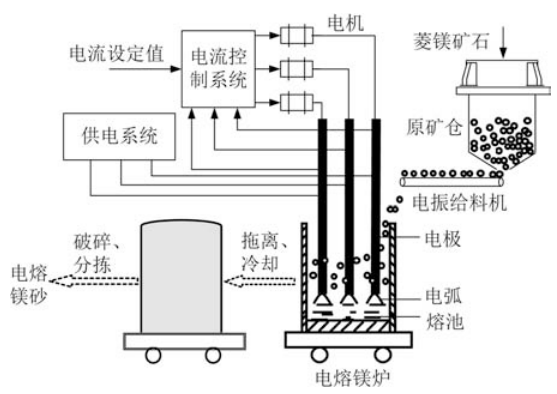 电机
菱镁矿石
电流设定值
电流控
制系统
原矿仓
供电系统
电振给料机
破碎、
分拣
拖离、
冷却
电极
电熔
镁砂
电弧
熔池
电熔镁炉